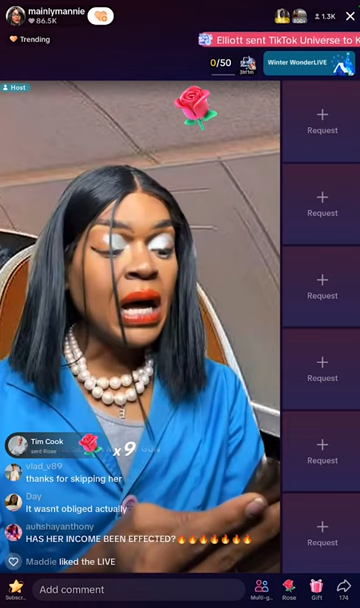 mainlymannie
86.5K
1.3K
Trending
Elliott sent TikTok Universe to K
0/50
Winter WonderLIVE
Host
Request
Request
Request
Request
Request
Request
Tim Cook
sent Rose
x9
vlad_v89
thanks for skipping her
Day
It wasnt obliged actually
auhshayanthony
HAS HER INCOME BEEN EFFECTED?🔥🔥🔥🔥🔥🔥🔥
Maddie liked the LIVE
Subscr...
Add comment
Multi-g...
Rose
Gift
174